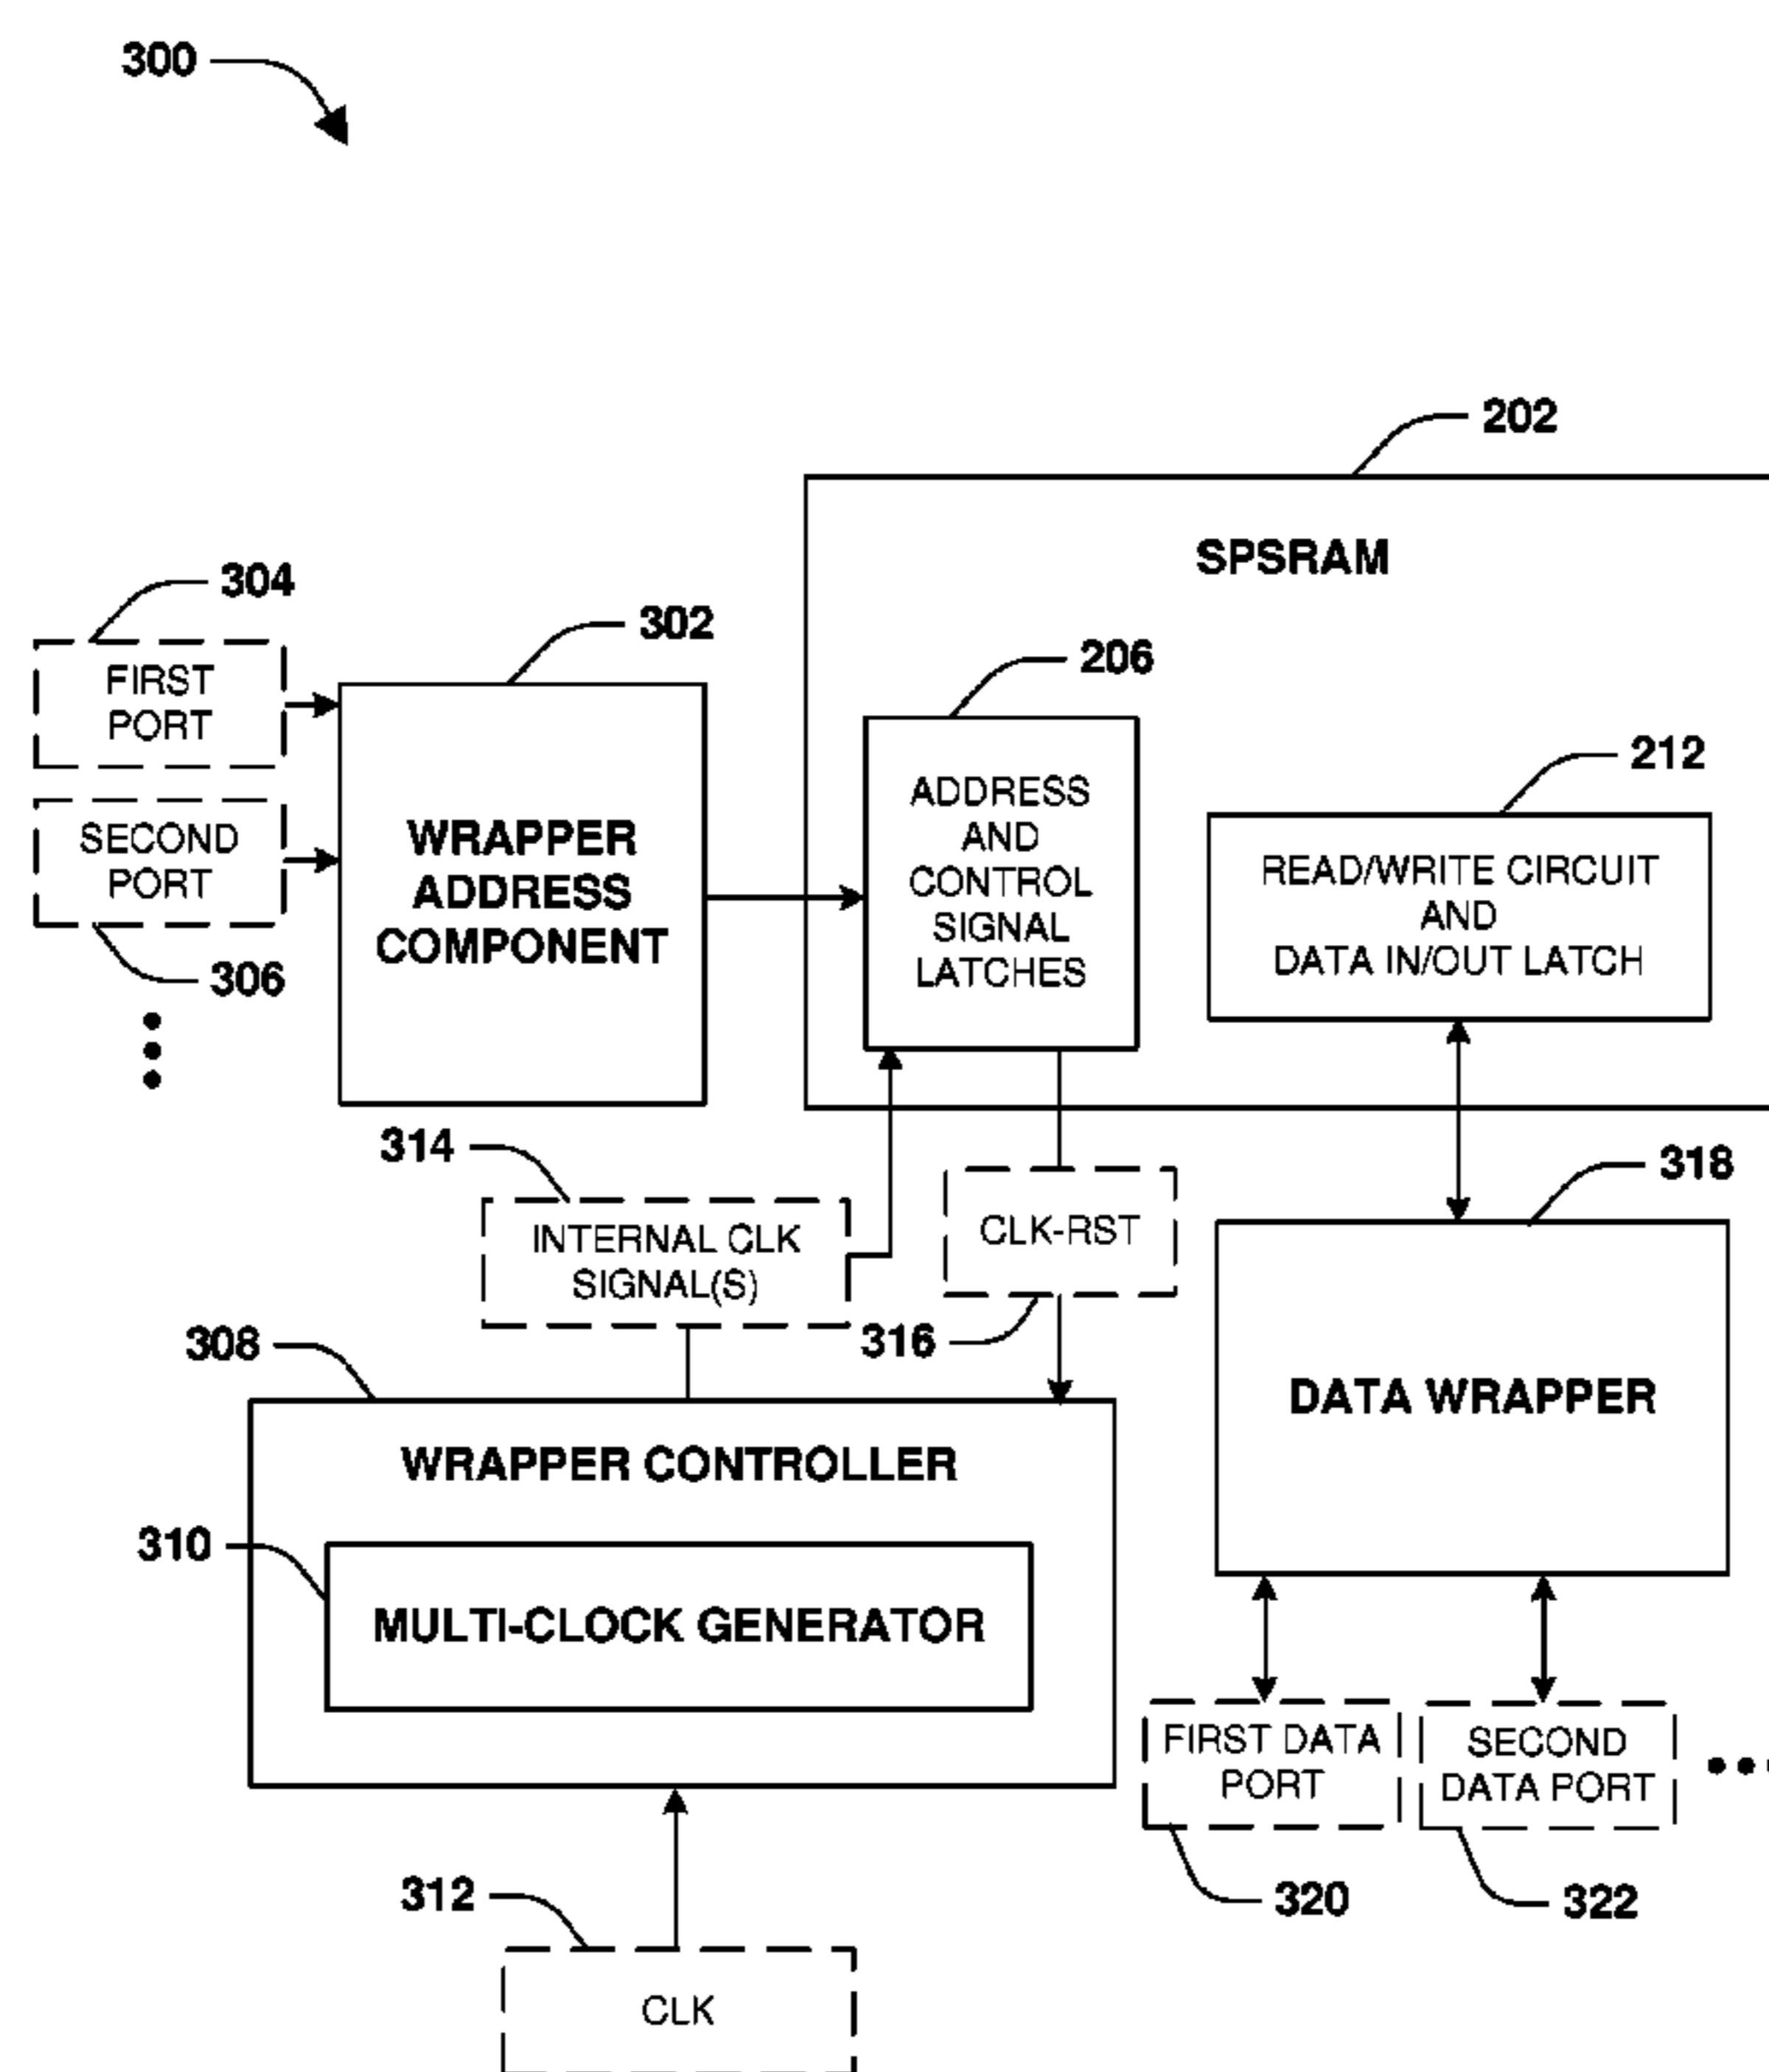 300
202
SPSRAM
304
302
206
FIRST
PORT
212
SECOND
PORT
WRAPPER
ADDRESS
COMPONENT
ADDRESS
AND
CONTROL
SIGNAL
LATCHES
READ/WRITE CIRCUIT
AND
DATA IN/OUT LATCH
306
314
318
INTERNAL CLK
SIGNAL(S)
CLK-RST
308
316
DATA WRAPPER
WRAPPER CONTROLLER
310
MULTI-CLOCK GENERATOR
FIRST DATA
PORT
SECOND
DATA PORT
312
320
322
CLK